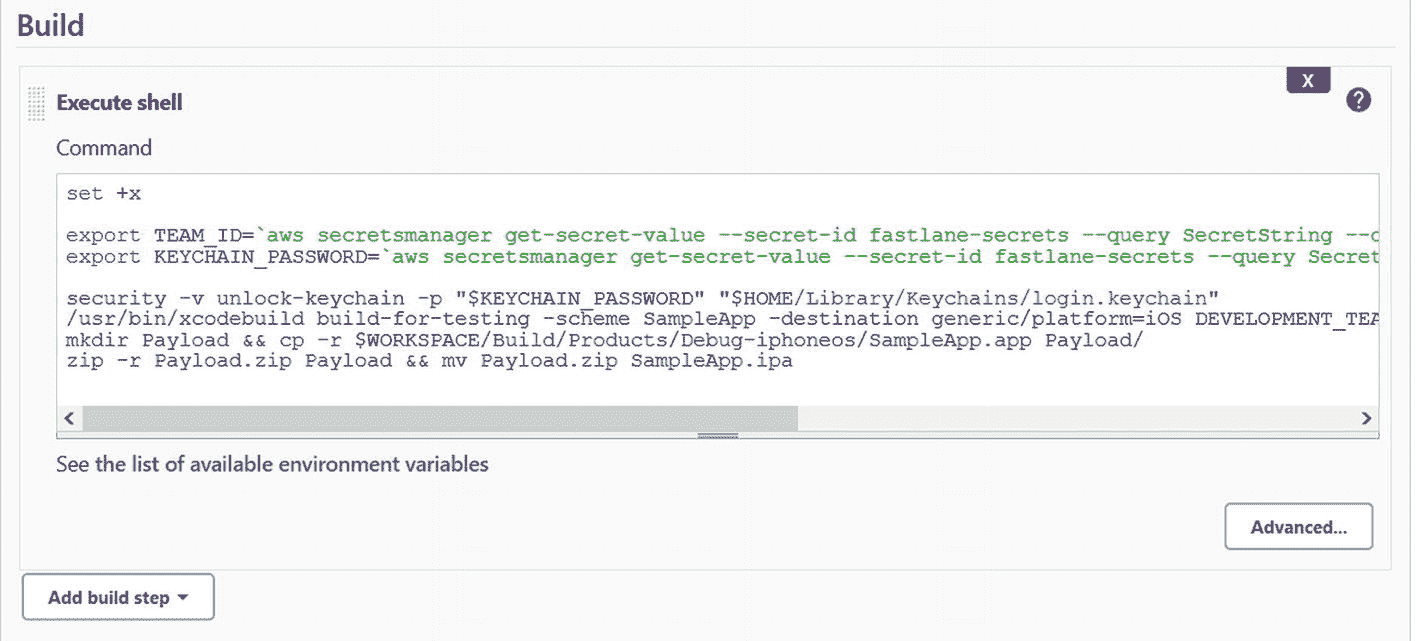 Build
X
Execute shell
?
Command
set +x
export TEAM_ID=`aws secretsmanager get-secret-value --secret-id fastlane-secrets --query SecretString
export KEYCHAIN_PASSWORD=`aws secretsmanager get-secret-value --secret-id fastlane-secrets --query Secret
security -v unlock-keychain -p "$KEYCHAIN_PASSWORD" "$HOME/Library/Keychains/login.keychain"
/usr/bin/xcodebuild build-for-testing -scheme SampleApp -destination generic/platform=iOS DEVELOPMENT_TEA
mkdir Payload && cp -r $WORKSPACE/Build/Products/Debug-iphoneos/SampleApp.app Payload/
zip -r Payload.zip Payload && mv Payload.zip SampleApp.ipa
See the list of available environment variables
Advanced...
Add build step